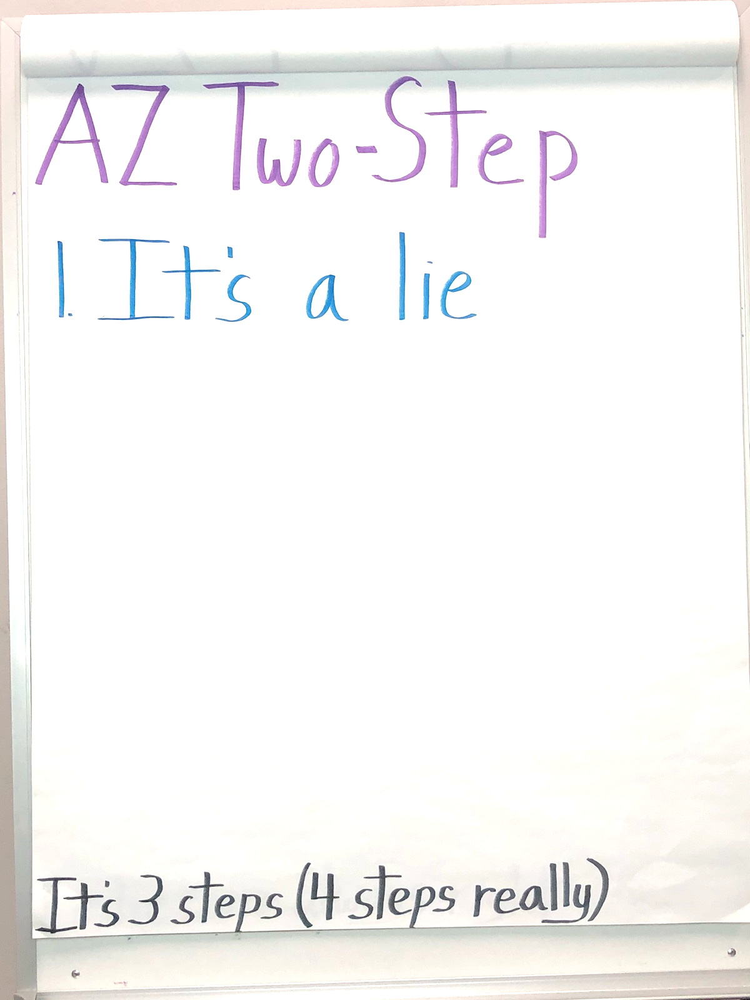 AZ Two-Step
1. It's a lie
It's 3 steps (4 steps really)